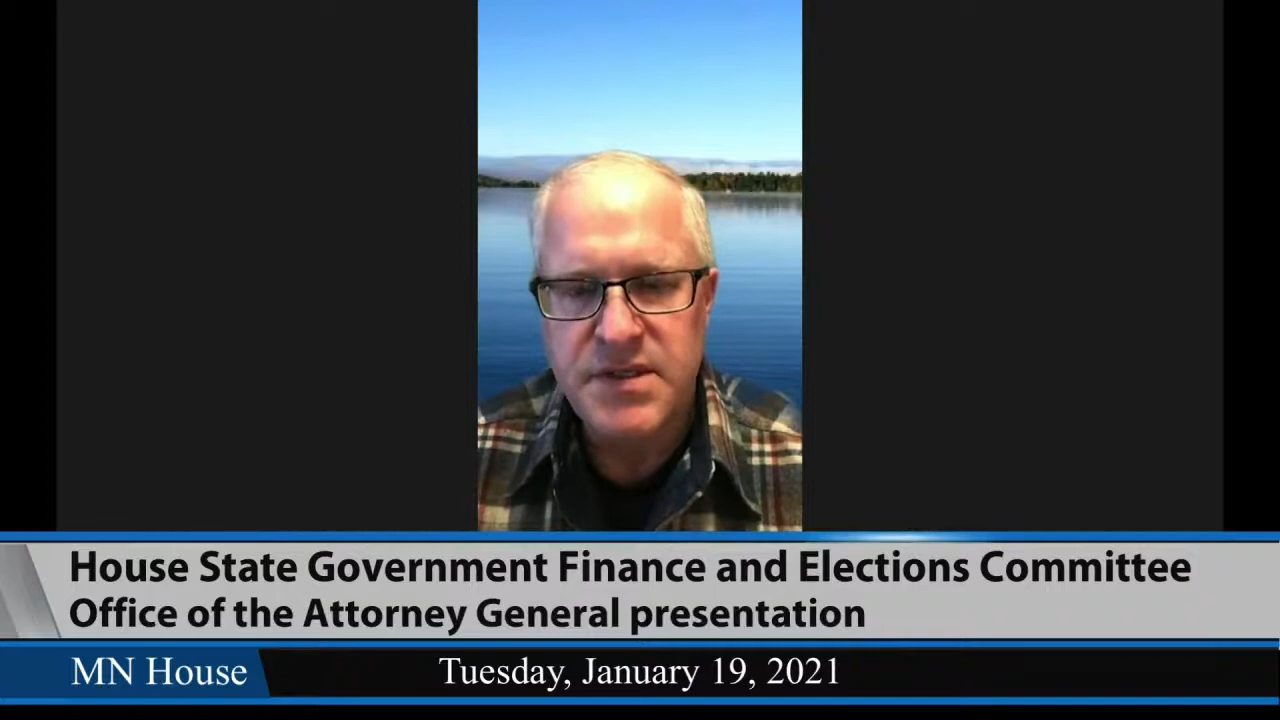 House State Government Finance and Elections Committee
Office of the Attorney General presentation
MN House
Tuesday, January 19, 2021